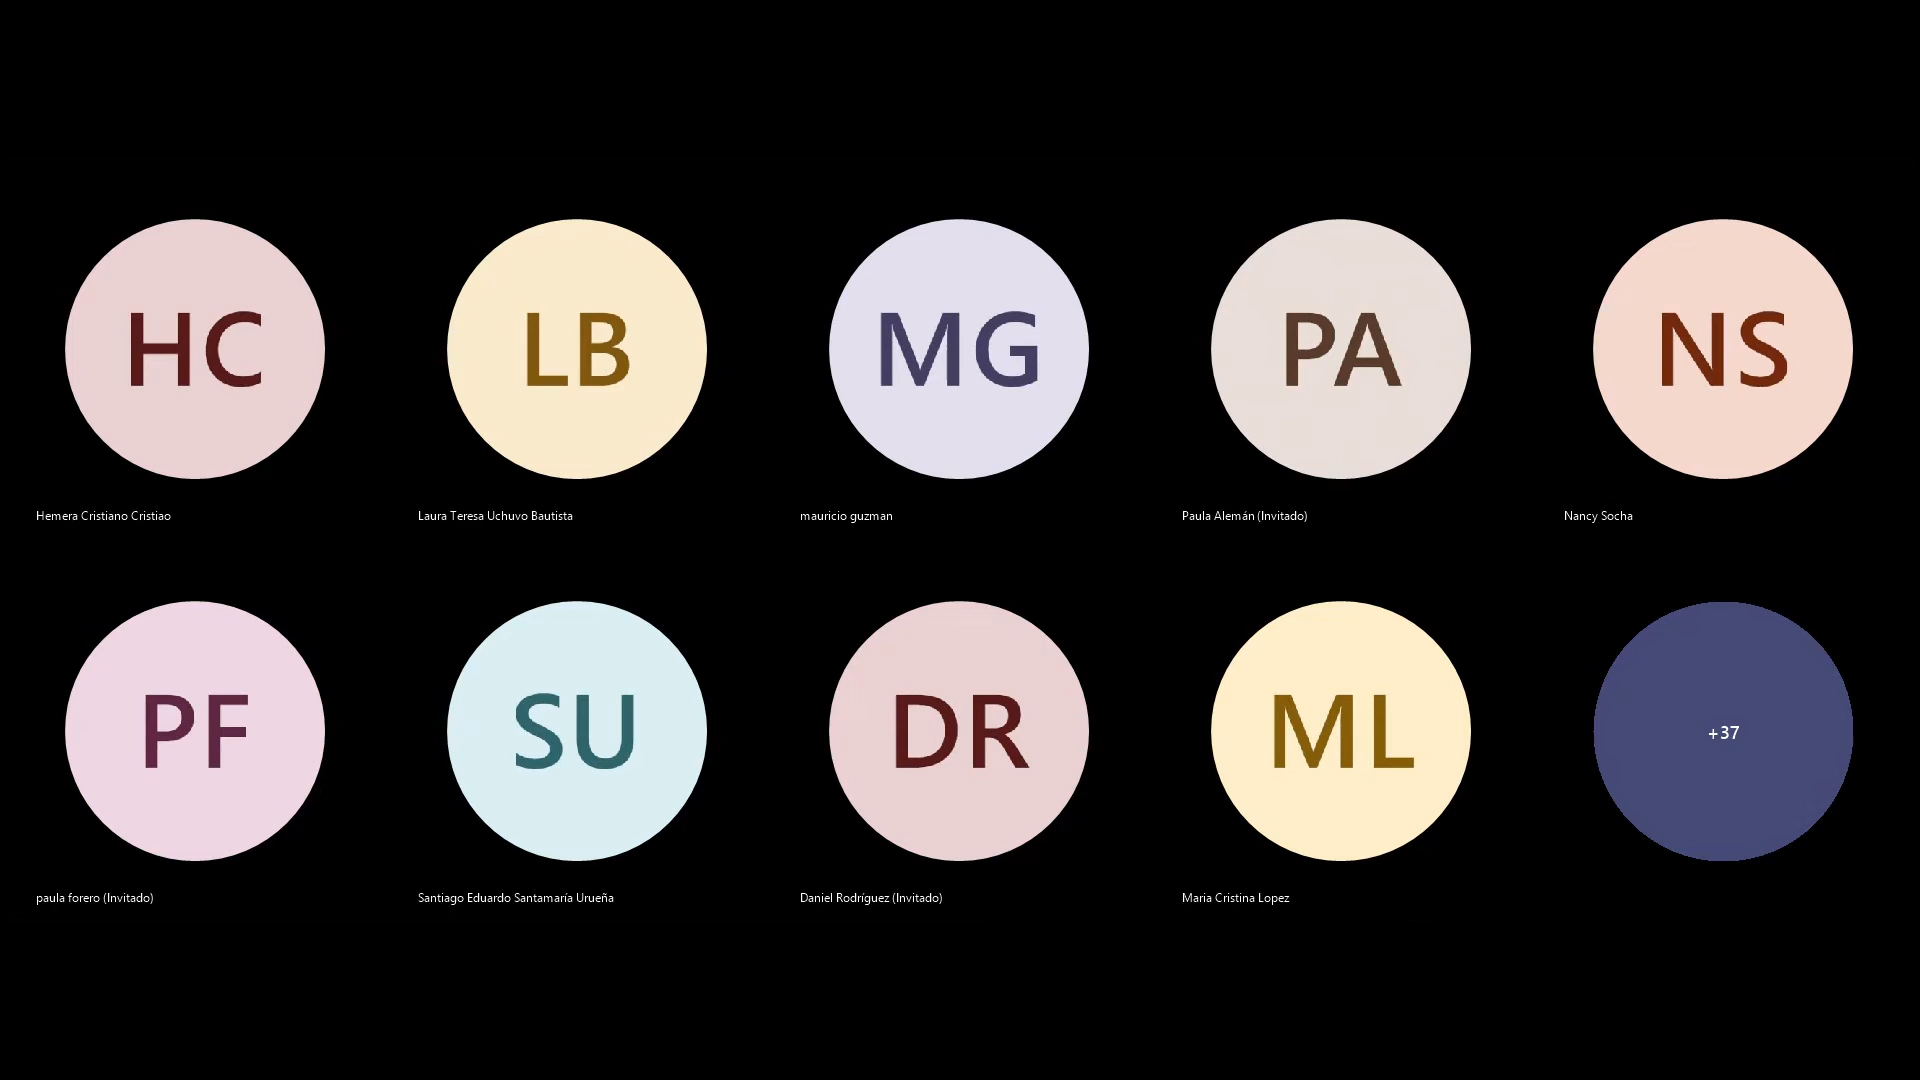 HC
LB
MG
PA
NS
Hemera Cristiano Cristiao
Laura Teresa Uchuvo Bautista
mauricio guzman
Paula Alemán (Invitado)
Nancy Socha
PF
SU
DR
ML
+37
paula forero (Invitado)
Santiago Eduardo Santamaría Urueña
Daniel Rodríguez (Invitado)
Maria Cristina Lopez